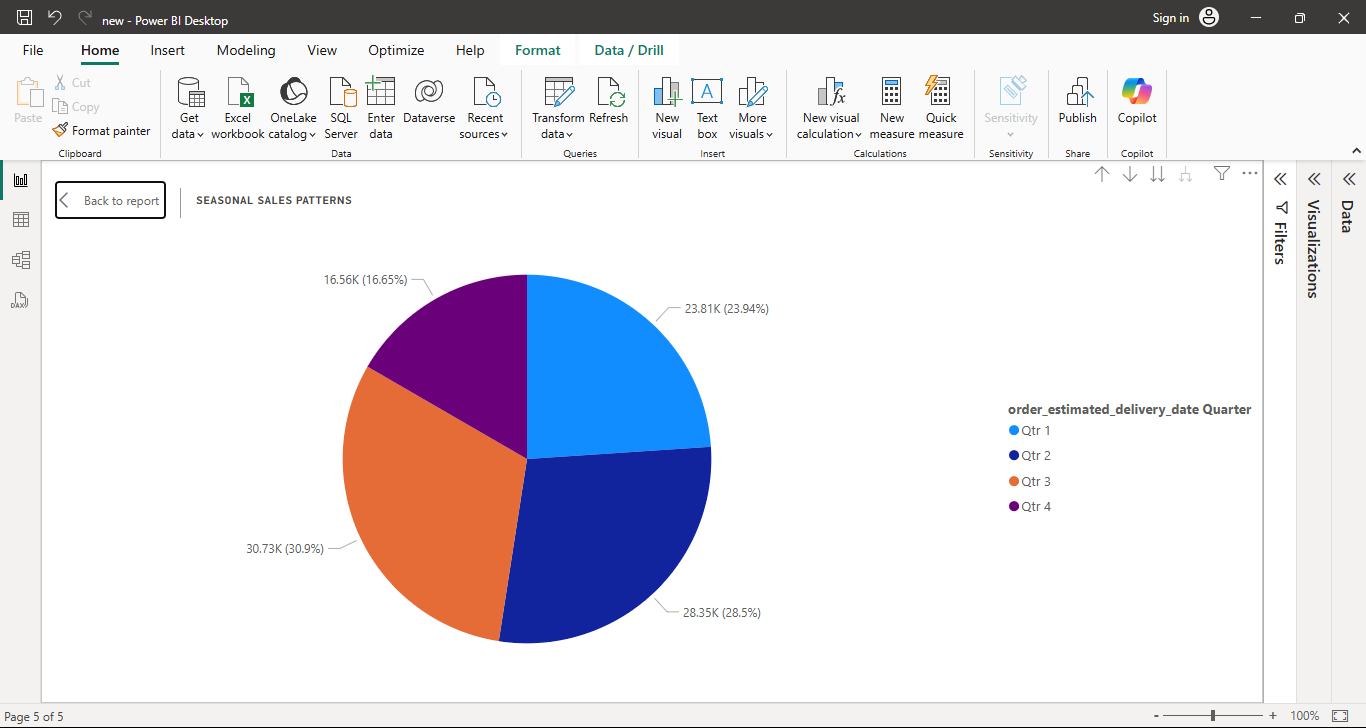 new - Power BI Desktop
Sign in
File
Home
Insert
Modeling
View
Optimize
Help
Format
Data / Drill
Paste
Cut
Copy
Format painter
Clipboard
Get data
Excel workbook
OneLake catalog
SQL Server
Enter data
Dataverse
Recent sources
Data
Transform data
Refresh
Queries
New visual
Text box
More visuals
Insert
New visual calculation
New measure
Quick measure
Calculations
Sensitivity
Sensitivity
Publish
Share
Copilot
Copilot
Back to report
SEASONAL SALES PATTERNS
16.56K (16.65%)
23.81K (23.94%)
30.73K (30.9%)
28.35K (28.5%)
order_estimated_delivery_date Quarter
Qtr 1
Qtr 2
Qtr 3
Qtr 4
Filters
Visualizations
Data
DAX
Page 5 of 5
- + 100%